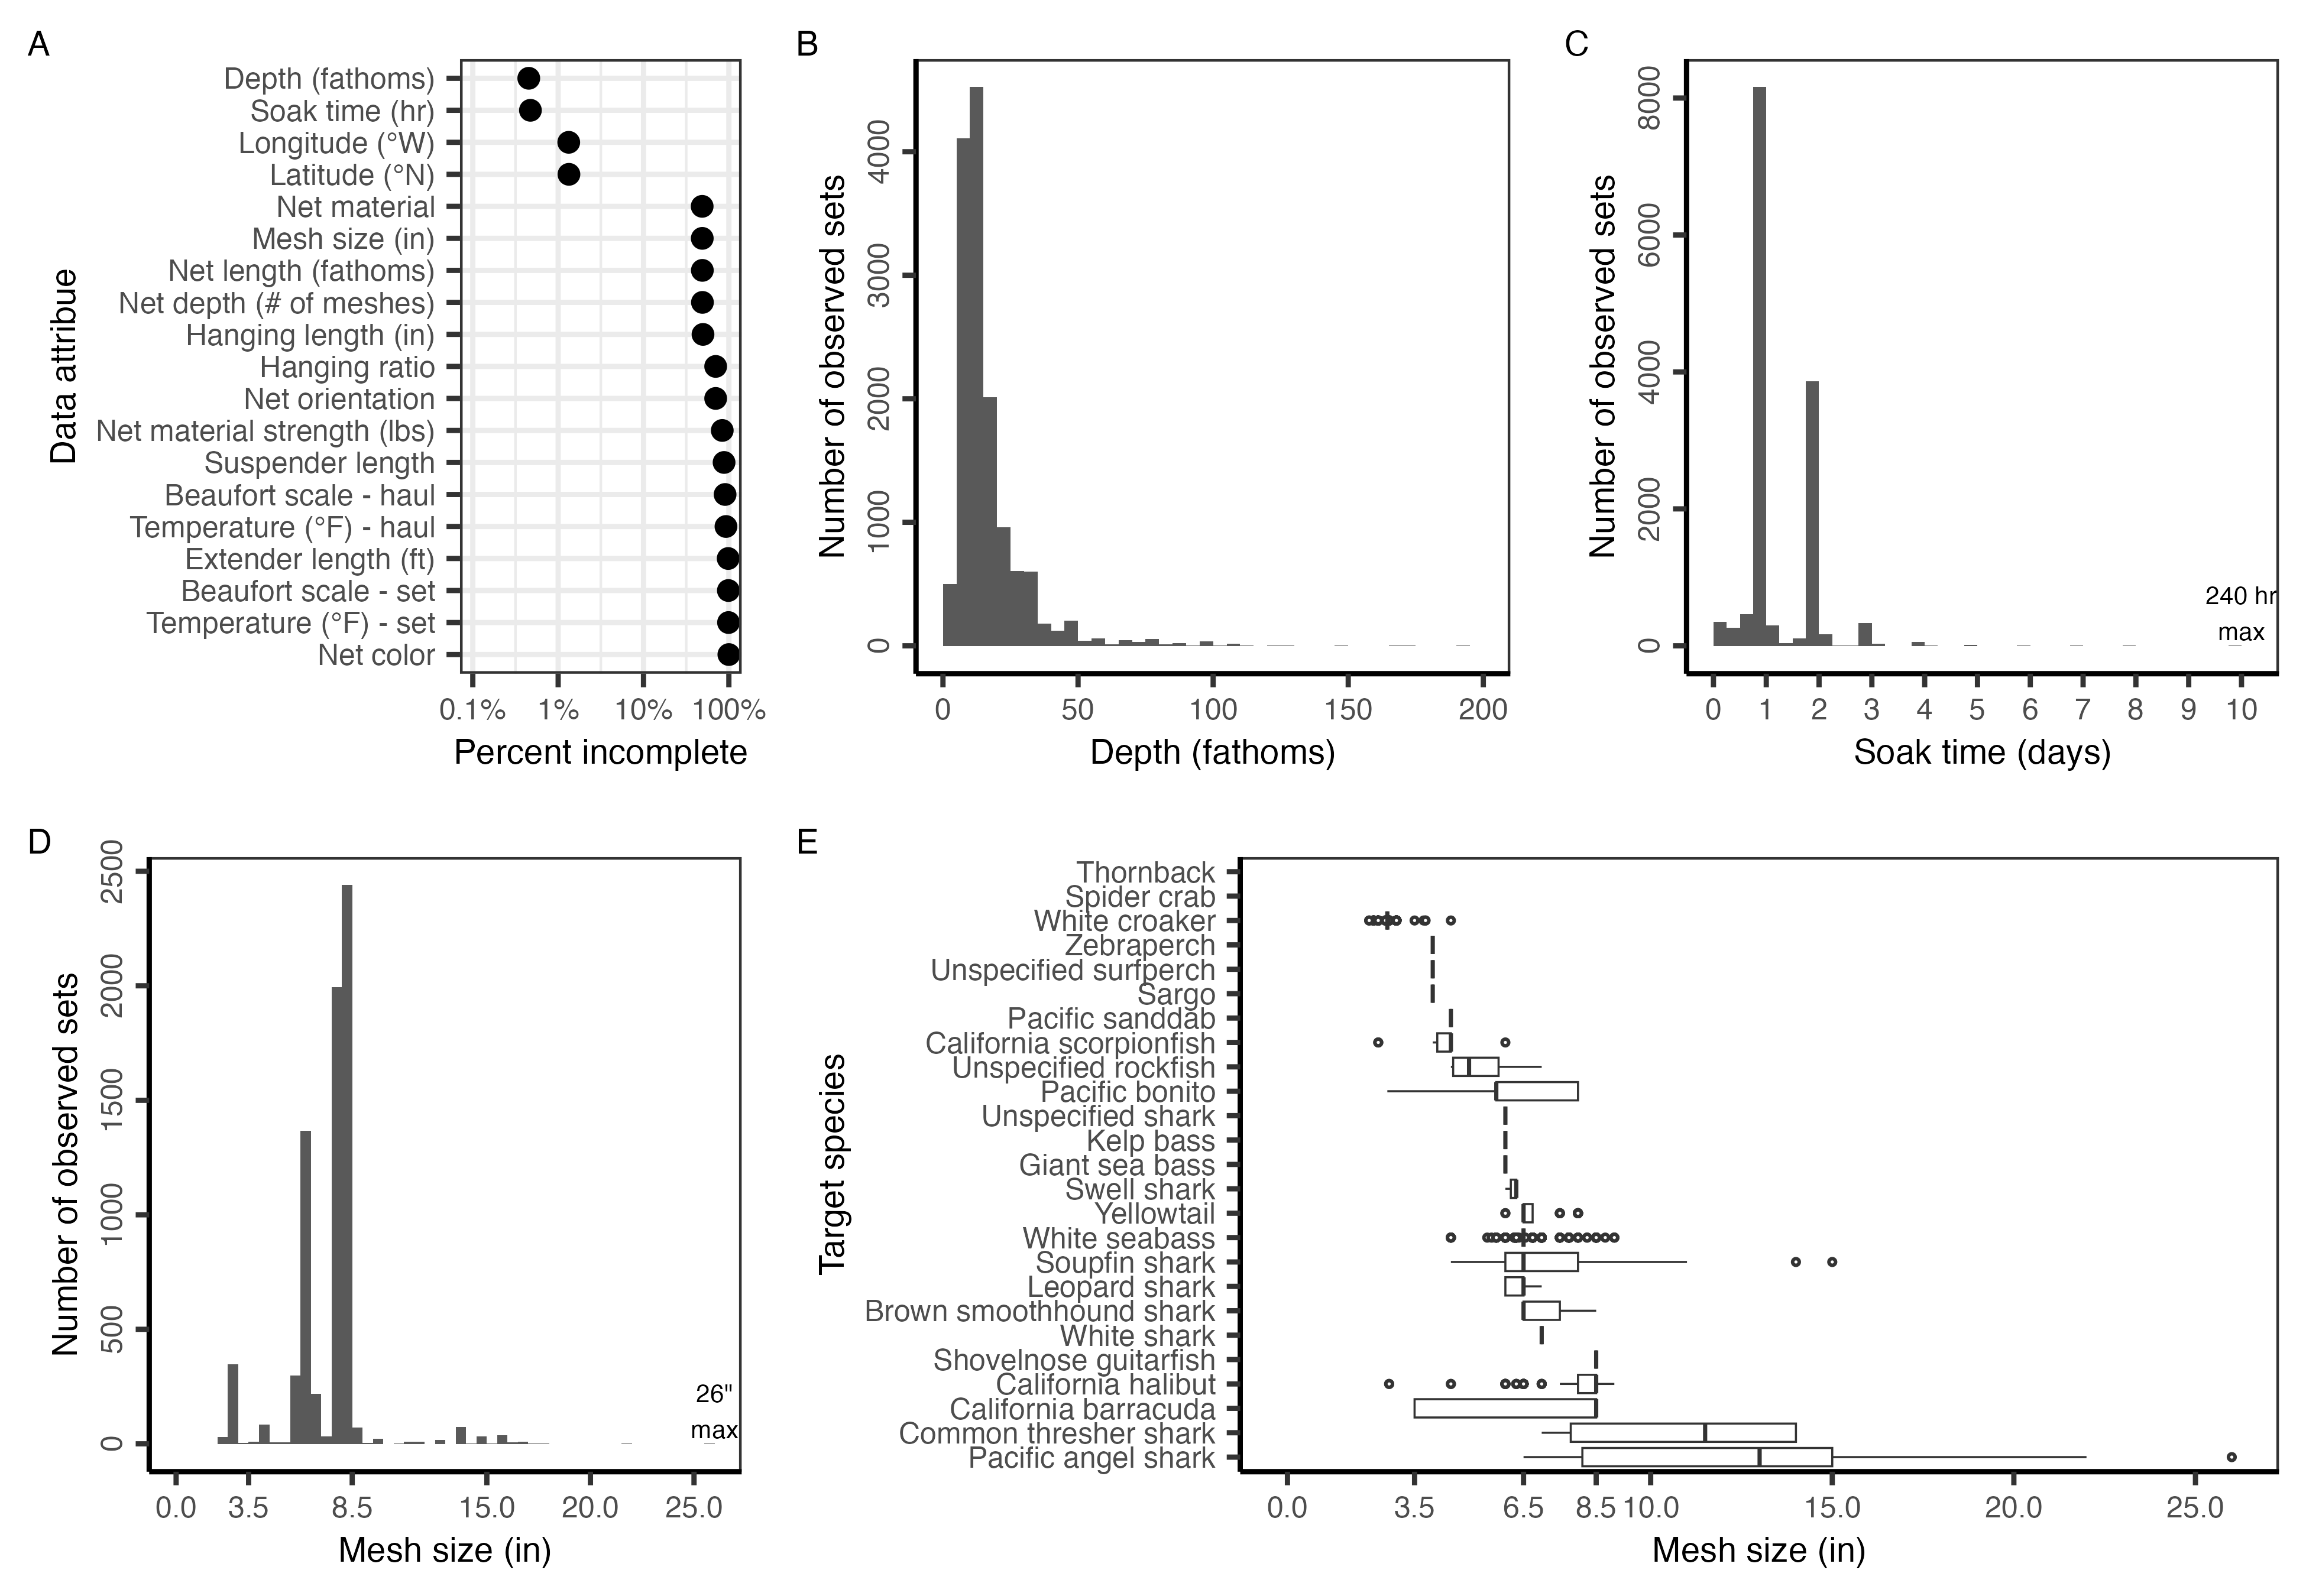 A
Data attribue
Depth (fathoms)
Soak time (hr)
Longitude (°W)
Latitude (°N)
Net material
Mesh size (in)
Net length (fathoms)
Net depth (# of meshes)
Hanging length (in)
Hanging ratio
Net orientation
Net material strength (lbs)
Suspender length
Beaufort scale - haul
Temperature (°F) - haul
Extender length (ft)
Beaufort scale - set
Temperature (°F) - set
Net color
0.1% 1% 10% 100%
Percent incomplete
B
Number of observed sets
4000
3000
2000
1000
0
0 50 100 150 200
Depth (fathoms)
C
Number of observed sets
8000
6000
4000
2000
0
240 hr
max
0 1 2 3 4 5 6 7 8 9 10
Soak time (days)
D
Number of observed sets
2500
2000
1500
1000
500
0
26"
max
0.0 3.5 8.5 15.0 20.0 25.0
Mesh size (in)
E
Target species
Thornback
Spider crab
White croaker
Zebraperch
Unspecified surfperch
Sargo
Pacific sanddab
California scorpionfish
Unspecified rockfish
Pacific bonito
Unspecified shark
Kelp bass
Giant sea bass
Swell shark
Yellowtail
White seabass
Soupfin shark
Leopard shark
Brown smoothhound shark
White shark
Shovelnose guitarfish
California halibut
California barracuda
Common thresher shark
Pacific angel shark
0.0 3.5 6.5 8.5 10.0 15.0 20.0 25.0
Mesh size (in)